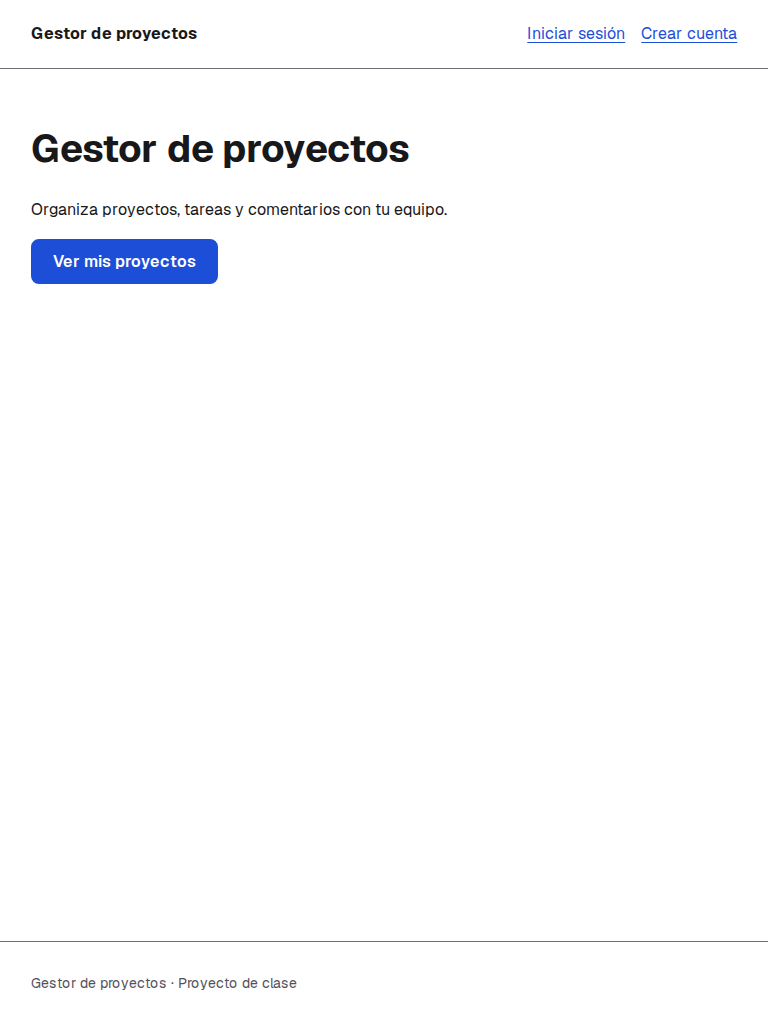 Gestor de proyectos
Iniciar sesión Crear cuenta
Gestor de proyectos
Organiza proyectos, tareas y comentarios con tu equipo.
Ver mis proyectos
Gestor de proyectos · Proyecto de clase